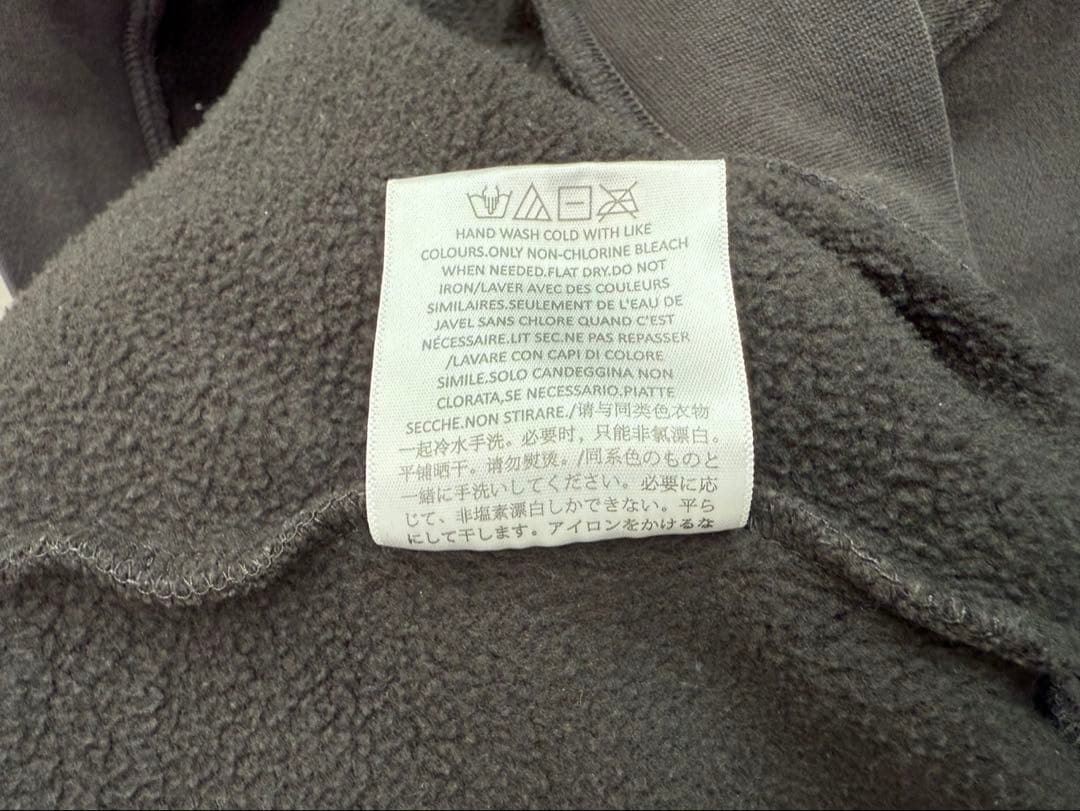 HAND WASH COLD WITH LIKE
COLOURS.ONLY NON-CHLORINE BLEACH
WHEN NEEDED.FLAT DRY.DO NOT
IRON/LAVER AVEC DES COULEURS
SIMILAIRES.SEULEMENT DE L'EAU DE
JAVEL SANS CHLORE QUAND C'EST
NÉCESSAIRE.LIT SEC.NE PAS REPASSER
/LAVARE CON CAPI DI COLORE
SIMILE.SOLO CANDEGGINA NON
CLORATA,SE NECESSARIO.PIATTE
SECCHE.NON STIRARE./请与同类色衣物
一起冷水手洗。必要时，只能非氯漂白。
平铺晒干。请勿熨烫。/同系色のものと
一緒に手洗いしてください。必要に応
じて、非塩素漂白しかできない。平ら
にして干します。アイロンをかけるな